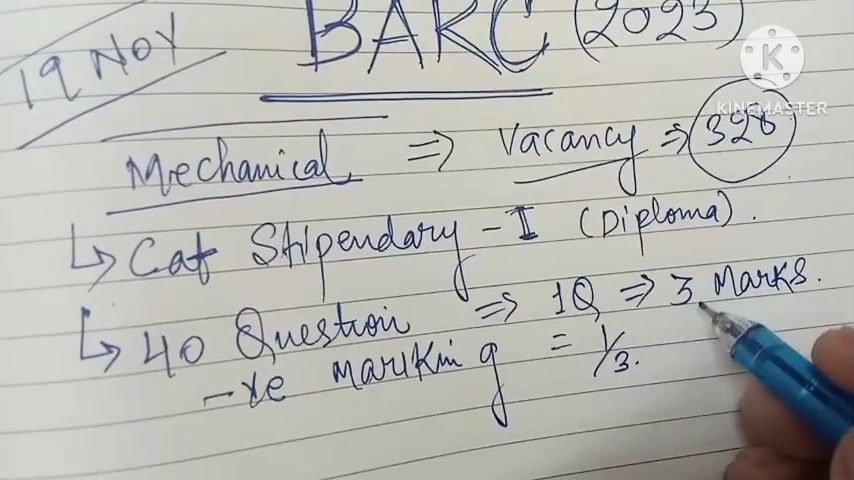 19 NOV
BARC (2023)
KINEMASTER
Mechanical ⇒ Vacancy ⇒ 328
↳ Cat Stipendary - I (Diploma).
↳ 40 Question ⇒ 1Q ⇒ 3 Marks.
-ve Marking = 1/3.